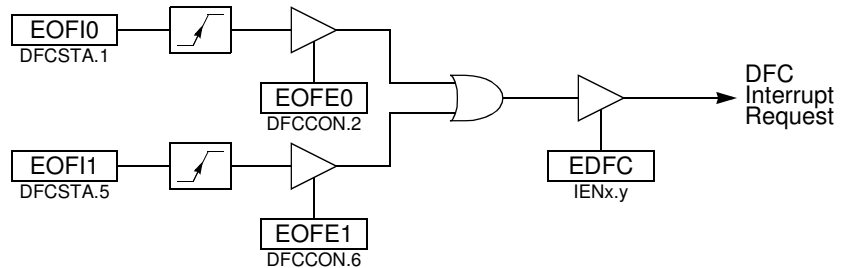 EOFI0
DFCSTA.1
EOFE0
DFCCON.2
DFC
Interrupt
Request
EOFI1
DFCSTA.5
EDFC
IENx.y
EOFE1
DFCCON.6